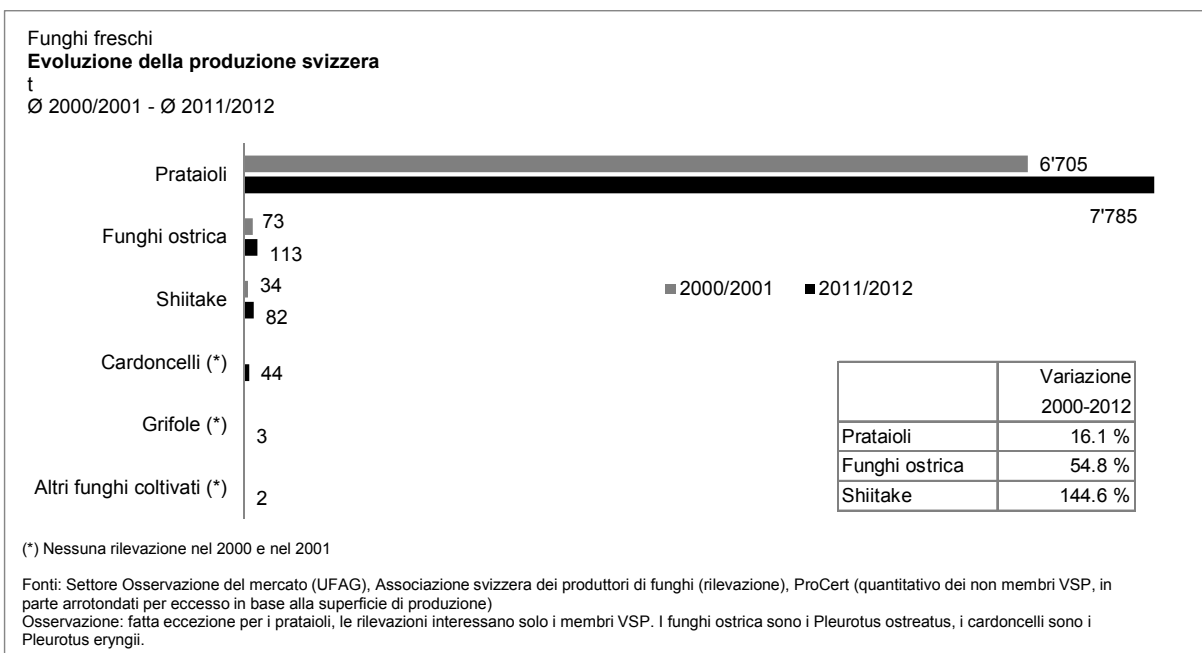 Funghi freschi
Evoluzione della produzione svizzera
t
Ø 2000/2001 - Ø 2011/2012
Prataioli
6'705
7'785
Funghi ostrica
73
113
Shiitake
34
82
■ 2000/2001 ■ 2011/2012
Cardoncelli (*)
44
Grifole (*)
3
Altri funghi coltivati (*)
2
Variazione
2000-2012
Prataioli 16.1 %
Funghi ostrica 54.8 %
Shiitake 144.6 %
(*) Nessuna rilevazione nel 2000 e nel 2001
Fonti: Settore Osservazione del mercato (UFAG), Associazione svizzera dei produttori di funghi (rilevazione), ProCert (quantitativo dei non membri VSP, in
parte arrotondati per eccesso in base alla superficie di produzione)
Osservazione: fatta eccezione per i prataioli, le rilevazioni interessano solo i membri VSP. I funghi ostrica sono i Pleurotus ostreatus, i cardoncelli sono i
Pleurotus eryngii.